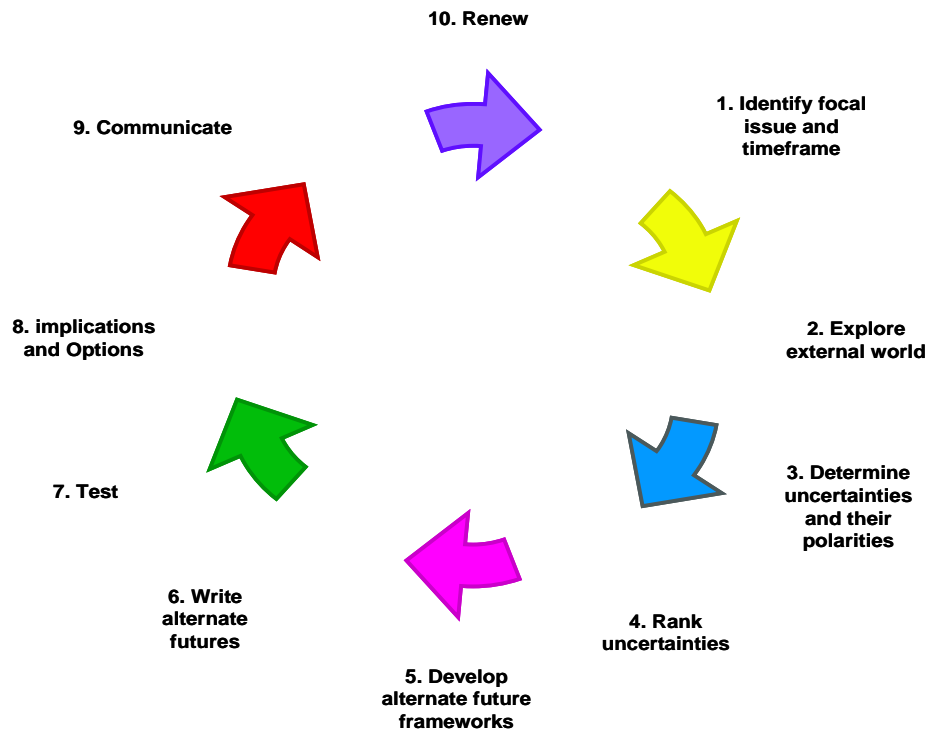 10. Renew
1. Identify focal
issue and
timeframe
2. Explore
external world
3. Determine
uncertainties
and their
polarities
4. Rank
uncertainties
5. Develop
alternate future
frameworks
6. Write
alternate
futures
7. Test
8. implications
and Options
9. Communicate